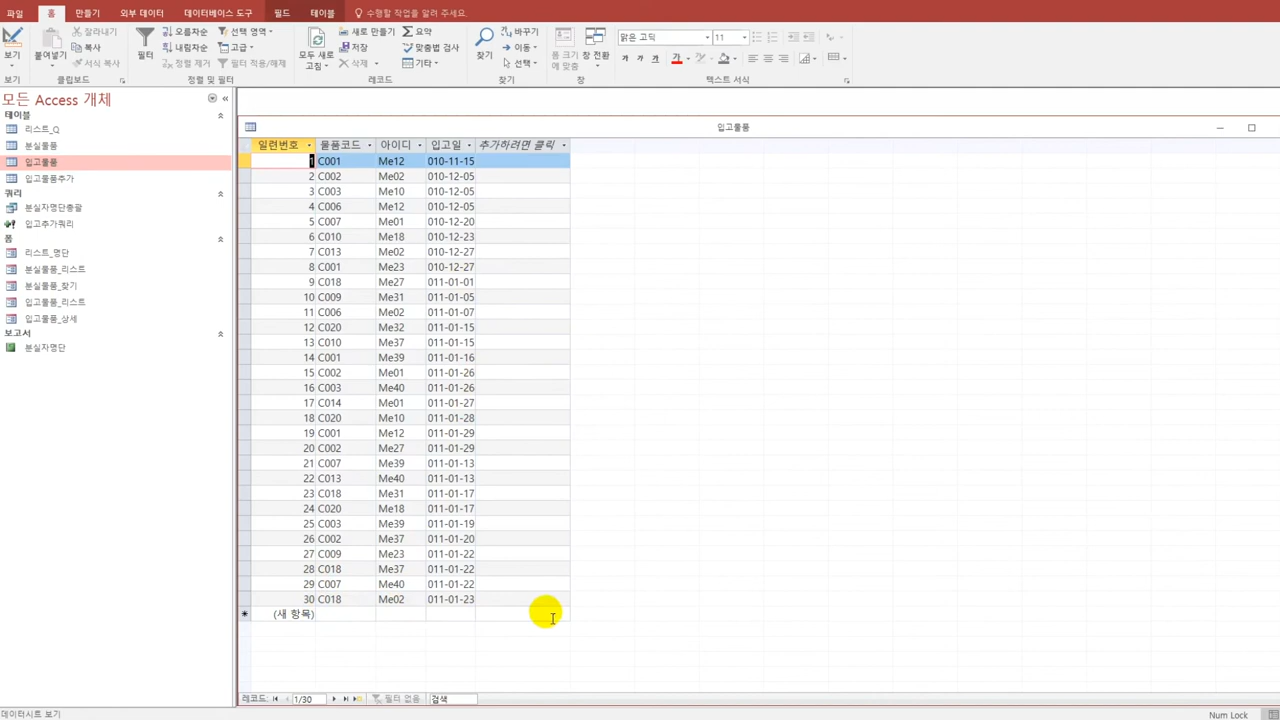 파일 홈 만들기 외부 데이터 데이터베이스 도구 필드 테이블 수행할 작업을 알려 주세요.
잘라내기 오름차순 선택 영역 새로 만들기 요약 바꾸기 맑은 고딕 11
보기 붙여넣기 복사 필터 내림차순 고급 모두 새로 고침 저장 맞춤법 검사 찾기 이동 폼 크기에 맞춤 창 전환
서식 복사 정렬 제거 필터 적용/해제 삭제 기타 선택 가 가 가 가
보기 클립보드 정렬 및 필터 레코드 찾기 창 텍스트 서식
모든 Access 개체
테이블
리스트_Q
분실물품
입고물품
입고물품추가
쿼리
분실자명단총괄
입고추가쿼리
폼
리스트_명단
분실물품_리스트
분실물품_찾기
입고물품_리스트
입고물품_상세
보고서
분실자명단
입고물품
일련번호 물품코드 아이디 입고일 추가하려면 클릭
1 C001 Me12 010-11-15
2 C002 Me02 010-12-05
3 C003 Me10 010-12-05
4 C006 Me12 010-12-05
5 C007 Me01 010-12-20
6 C010 Me18 010-12-23
7 C013 Me02 010-12-27
8 C001 Me23 010-12-27
9 C018 Me27 011-01-01
10 C009 Me31 011-01-05
11 C006 Me02 011-01-07
12 C020 Me32 011-01-15
13 C010 Me37 011-01-15
14 C001 Me39 011-01-16
15 C002 Me01 011-01-26
16 C003 Me40 011-01-26
17 C014 Me01 011-01-27
18 C020 Me10 011-01-28
19 C001 Me12 011-01-29
20 C002 Me27 011-01-29
21 C007 Me39 011-01-13
22 C013 Me40 011-01-13
23 C018 Me31 011-01-17
24 C020 Me18 011-01-17
25 C003 Me39 011-01-19
26 C002 Me37 011-01-20
27 C009 Me23 011-01-22
28 C018 Me37 011-01-22
29 C007 Me40 011-01-22
30 C018 Me02 011-01-23
(새 항목)
레코드: 1/30 필터 없음 검색
데이터시트 보기 Num Lock